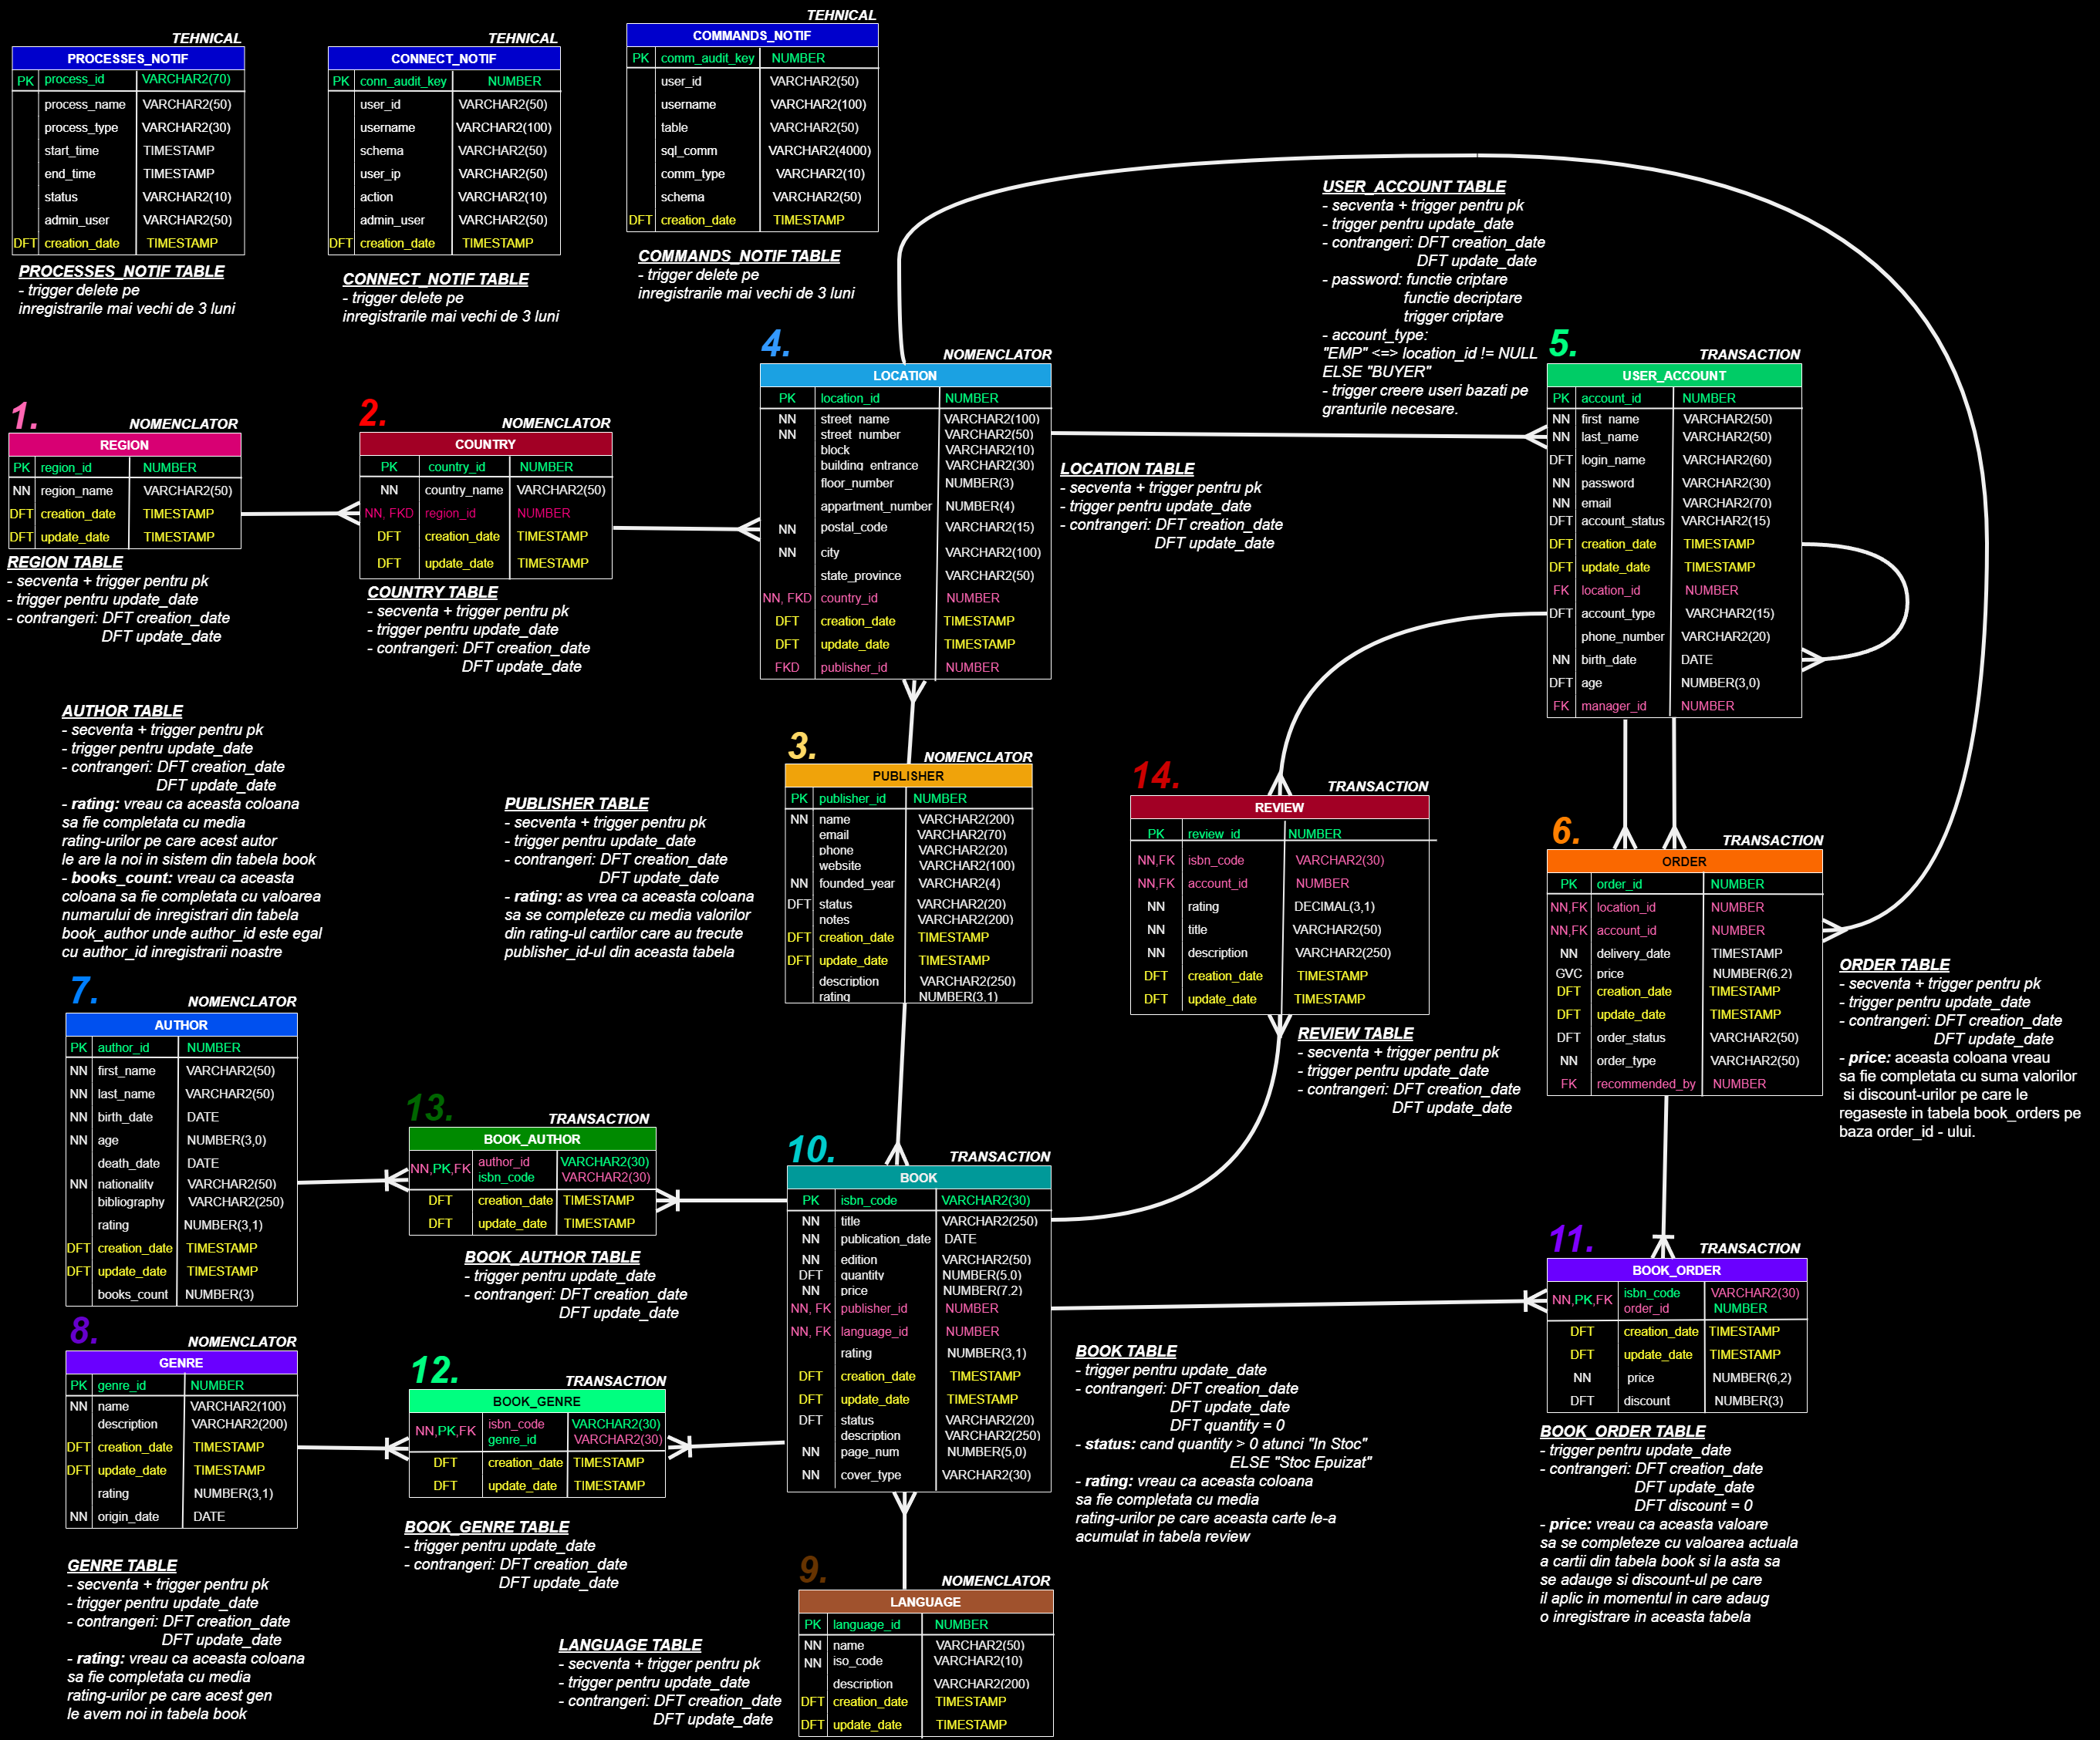 TEHNICAL
PROCESSES_NOTIF
PK process_id VARCHAR2(70)
process_name VARCHAR2(50)
process_type VARCHAR2(30)
start_time TIMESTAMP
end_time TIMESTAMP
status VARCHAR2(10)
admin_user VARCHAR2(50)
DFT creation_date TIMESTAMP
PROCESSES_NOTIF TABLE
- trigger delete pe
inregistrarile mai vechi de 3 luni
TEHNICAL
CONNECT_NOTIF
PK conn_audit_key NUMBER
user_id VARCHAR2(50)
username VARCHAR2(100)
schema VARCHAR2(50)
user_ip VARCHAR2(50)
action VARCHAR2(10)
admin_user VARCHAR2(50)
DFT creation_date TIMESTAMP
CONNECT_NOTIF TABLE
- trigger delete pe
inregistrarile mai vechi de 3 luni
TEHNICAL
COMMANDS_NOTIF
PK comm_audit_key NUMBER
user_id VARCHAR2(50)
username VARCHAR2(100)
table VARCHAR2(50)
sql_comm VARCHAR2(4000)
comm_type VARCHAR2(10)
schema VARCHAR2(50)
DFT creation_date TIMESTAMP
COMMANDS_NOTIF TABLE
- trigger delete pe
inregistrarile mai vechi de 3 luni
1.
NOMENCLATOR
REGION
PK region_id NUMBER
NN region_name VARCHAR2(50)
DFT creation_date TIMESTAMP
DFT update_date TIMESTAMP
REGION TABLE
- secventa + trigger pentru pk
- trigger pentru update_date
- contrangeri: DFT creation_date
DFT update_date
2.
NOMENCLATOR
COUNTRY
PK country_id NUMBER
NN country_name VARCHAR2(50)
NN, FKD region_id NUMBER
DFT creation_date TIMESTAMP
DFT update_date TIMESTAMP
COUNTRY TABLE
- secventa + trigger pentru pk
- trigger pentru update_date
- contrangeri: DFT creation_date
DFT update_date
4.
NOMENCLATOR
LOCATION
PK location_id NUMBER
NN street_name VARCHAR2(100)
NN street_number VARCHAR2(50)
block VARCHAR2(10)
building_entrance VARCHAR2(30)
floor_number NUMBER(3)
appartment_number NUMBER(4)
NN postal_code VARCHAR2(15)
NN city VARCHAR2(100)
state_province VARCHAR2(50)
NN, FKD country_id NUMBER
DFT creation_date TIMESTAMP
DFT update_date TIMESTAMP
FKD publisher_id NUMBER
LOCATION TABLE
- secventa + trigger pentru pk
- trigger pentru update_date
- contrangeri: DFT creation_date
DFT update_date
USER_ACCOUNT TABLE
- secventa + trigger pentru pk
- trigger pentru update_date
- contrangeri: DFT creation_date
DFT update_date
- password: functie criptare
functie decriptare
trigger criptare
- account_type:
"EMP" <=> location_id != NULL
ELSE "BUYER"
- trigger creere useri bazati pe
granturile necesare.
5.
TRANSACTION
USER_ACCOUNT
PK account_id NUMBER
NN first_name VARCHAR2(50)
NN last_name VARCHAR2(50)
DFT login_name VARCHAR2(60)
NN password VARCHAR2(30)
NN email VARCHAR2(70)
DFT account_status VARCHAR2(15)
DFT creation_date TIMESTAMP
DFT update_date TIMESTAMP
FK location_id NUMBER
DFT account_type VARCHAR2(15)
phone_number VARCHAR2(20)
NN birth_date DATE
DFT age NUMBER(3,0)
FK manager_id NUMBER
AUTHOR TABLE
- secventa + trigger pentru pk
- trigger pentru update_date
- contrangeri: DFT creation_date
DFT update_date
- rating: vreau ca aceasta coloana
sa fie completata cu media
rating-urilor pe care acest autor
le are la noi in sistem din tabela book
- books_count: vreau ca aceasta
coloana sa fie completata cu valoarea
numarului de inregistrari din tabela
book_author unde author_id este egal
cu author_id inregistrarii noastre
PUBLISHER TABLE
- secventa + trigger pentru pk
- trigger pentru update_date
- contrangeri: DFT creation_date
DFT update_date
- rating: as vrea ca aceasta coloana
sa se completeze cu media valorilor
din rating-ul cartilor care au trecute
publisher_id-ul din aceasta tabela
3.
NOMENCLATOR
PUBLISHER
PK publisher_id NUMBER
NN name VARCHAR2(200)
email VARCHAR2(70)
phone VARCHAR2(20)
website VARCHAR2(100)
NN founded_year VARCHAR2(4)
DFT status VARCHAR2(20)
notes VARCHAR2(200)
DFT creation_date TIMESTAMP
DFT update_date TIMESTAMP
description VARCHAR2(250)
rating NUMBER(3,1)
14.
TRANSACTION
REVIEW
PK review_id NUMBER
NN,FK isbn_code VARCHAR2(30)
NN,FK account_id NUMBER
NN rating DECIMAL(3,1)
NN title VARCHAR2(50)
NN description VARCHAR2(250)
DFT creation_date TIMESTAMP
DFT update_date TIMESTAMP
REVIEW TABLE
- secventa + trigger pentru pk
- trigger pentru update_date
- contrangeri: DFT creation_date
DFT update_date
6.
TRANSACTION
ORDER
PK order_id NUMBER
NN,FK location_id NUMBER
NN,FK account_id NUMBER
NN delivery_date TIMESTAMP
GVC price NUMBER(6,2)
DFT creation_date TIMESTAMP
DFT update_date TIMESTAMP
DFT order_status VARCHAR2(50)
NN order_type VARCHAR2(50)
FK recommended_by NUMBER
ORDER TABLE
- secventa + trigger pentru pk
- trigger pentru update_date
- contrangeri: DFT creation_date
DFT update_date
- price: aceasta coloana vreau
sa fie completata cu suma valorilor
si discount-urilor pe care le
regaseste in tabela book_orders pe
baza order_id - ului.
7.
NOMENCLATOR
AUTHOR
PK author_id NUMBER
NN first_name VARCHAR2(50)
NN last_name VARCHAR2(50)
NN birth_date DATE
NN age NUMBER(3,0)
death_date DATE
NN nationality VARCHAR2(50)
bibliography VARCHAR2(250)
rating NUMBER(3,1)
DFT creation_date TIMESTAMP
DFT update_date TIMESTAMP
books_count NUMBER(3)
13.
TRANSACTION
BOOK_AUTHOR
NN,PK,FK author_id VARCHAR2(30)
isbn_code VARCHAR2(30)
DFT creation_date TIMESTAMP
DFT update_date TIMESTAMP
BOOK_AUTHOR TABLE
- trigger pentru update_date
- contrangeri: DFT creation_date
DFT update_date
10.
TRANSACTION
BOOK
PK isbn_code VARCHAR2(30)
NN title VARCHAR2(250)
NN publication_date DATE
NN edition VARCHAR2(50)
DFT quantity NUMBER(5,0)
NN price NUMBER(7,2)
NN, FK publisher_id NUMBER
NN, FK language_id NUMBER
rating NUMBER(3,1)
DFT creation_date TIMESTAMP
DFT update_date TIMESTAMP
DFT status VARCHAR2(20)
description VARCHAR2(250)
NN page_num NUMBER(5,0)
NN cover_type VARCHAR2(30)
BOOK TABLE
- trigger pentru update_date
- contrangeri: DFT creation_date
DFT update_date
DFT quantity = 0
- status: cand quantity > 0 atunci "In Stoc"
ELSE "Stoc Epuizat"
- rating: vreau ca aceasta coloana
sa fie completata cu media
rating-urilor pe care aceasta carte le-a
acumulat in tabela review
11.
TRANSACTION
BOOK_ORDER
NN,PK,FK isbn_code VARCHAR2(30)
order_id NUMBER
DFT creation_date TIMESTAMP
DFT update_date TIMESTAMP
NN price NUMBER(6,2)
DFT discount NUMBER(3)
BOOK_ORDER TABLE
- trigger pentru update_date
- contrangeri: DFT creation_date
DFT update_date
DFT discount = 0
- price: vreau ca aceasta valoare
sa se completeze cu valoarea actuala
a cartii din tabela book si la asta sa
se adauge si discount-ul pe care
il aplic in momentul in care adaug
o inregistrare in aceasta tabela
8.
NOMENCLATOR
GENRE
PK genre_id NUMBER
NN name VARCHAR2(100)
description VARCHAR2(200)
DFT creation_date TIMESTAMP
DFT update_date TIMESTAMP
rating NUMBER(3,1)
NN origin_date DATE
GENRE TABLE
- secventa + trigger pentru pk
- trigger pentru update_date
- contrangeri: DFT creation_date
DFT update_date
- rating: vreau ca aceasta coloana
sa fie completata cu media
rating-urilor pe care acest gen
le avem noi in tabela book
12.
TRANSACTION
BOOK_GENRE
NN,PK,FK isbn_code VARCHAR2(30)
genre_id VARCHAR2(30)
DFT creation_date TIMESTAMP
DFT update_date TIMESTAMP
BOOK_GENRE TABLE
- trigger pentru update_date
- contrangeri: DFT creation_date
DFT update_date
9.
NOMENCLATOR
LANGUAGE
PK language_id NUMBER
NN name VARCHAR2(50)
NN iso_code VARCHAR2(10)
description VARCHAR2(200)
DFT creation_date TIMESTAMP
DFT update_date TIMESTAMP
LANGUAGE TABLE
- secventa + trigger pentru pk
- trigger pentru update_date
- contrangeri: DFT creation_date
DFT update_date